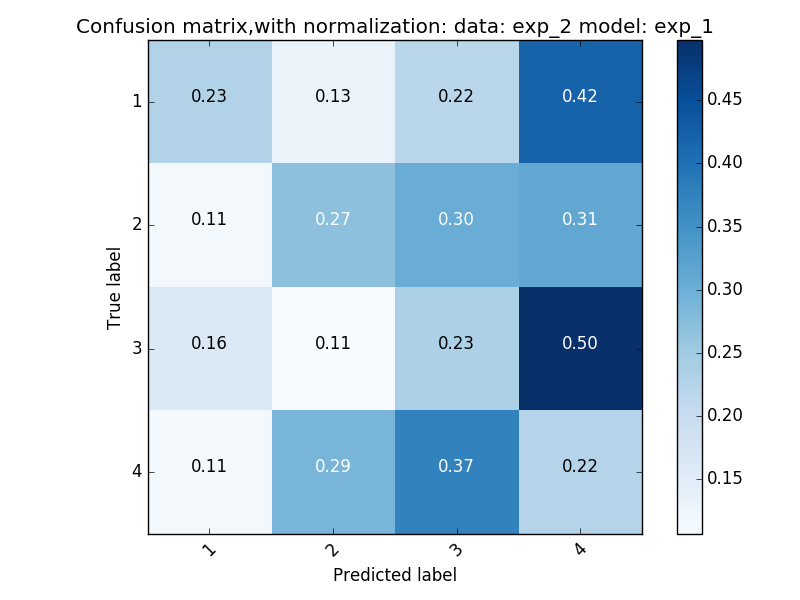 Confusion matrix,with normalization: data: exp_2 model: exp_1
1 0.23 0.13 0.22 0.42
2 0.11 0.27 0.30 0.31
3 0.16 0.11 0.23 0.50
4 0.11 0.29 0.37 0.22
1 2 3 4
True label
Predicted label
0.45
0.40
0.35
0.30
0.25
0.20
0.15